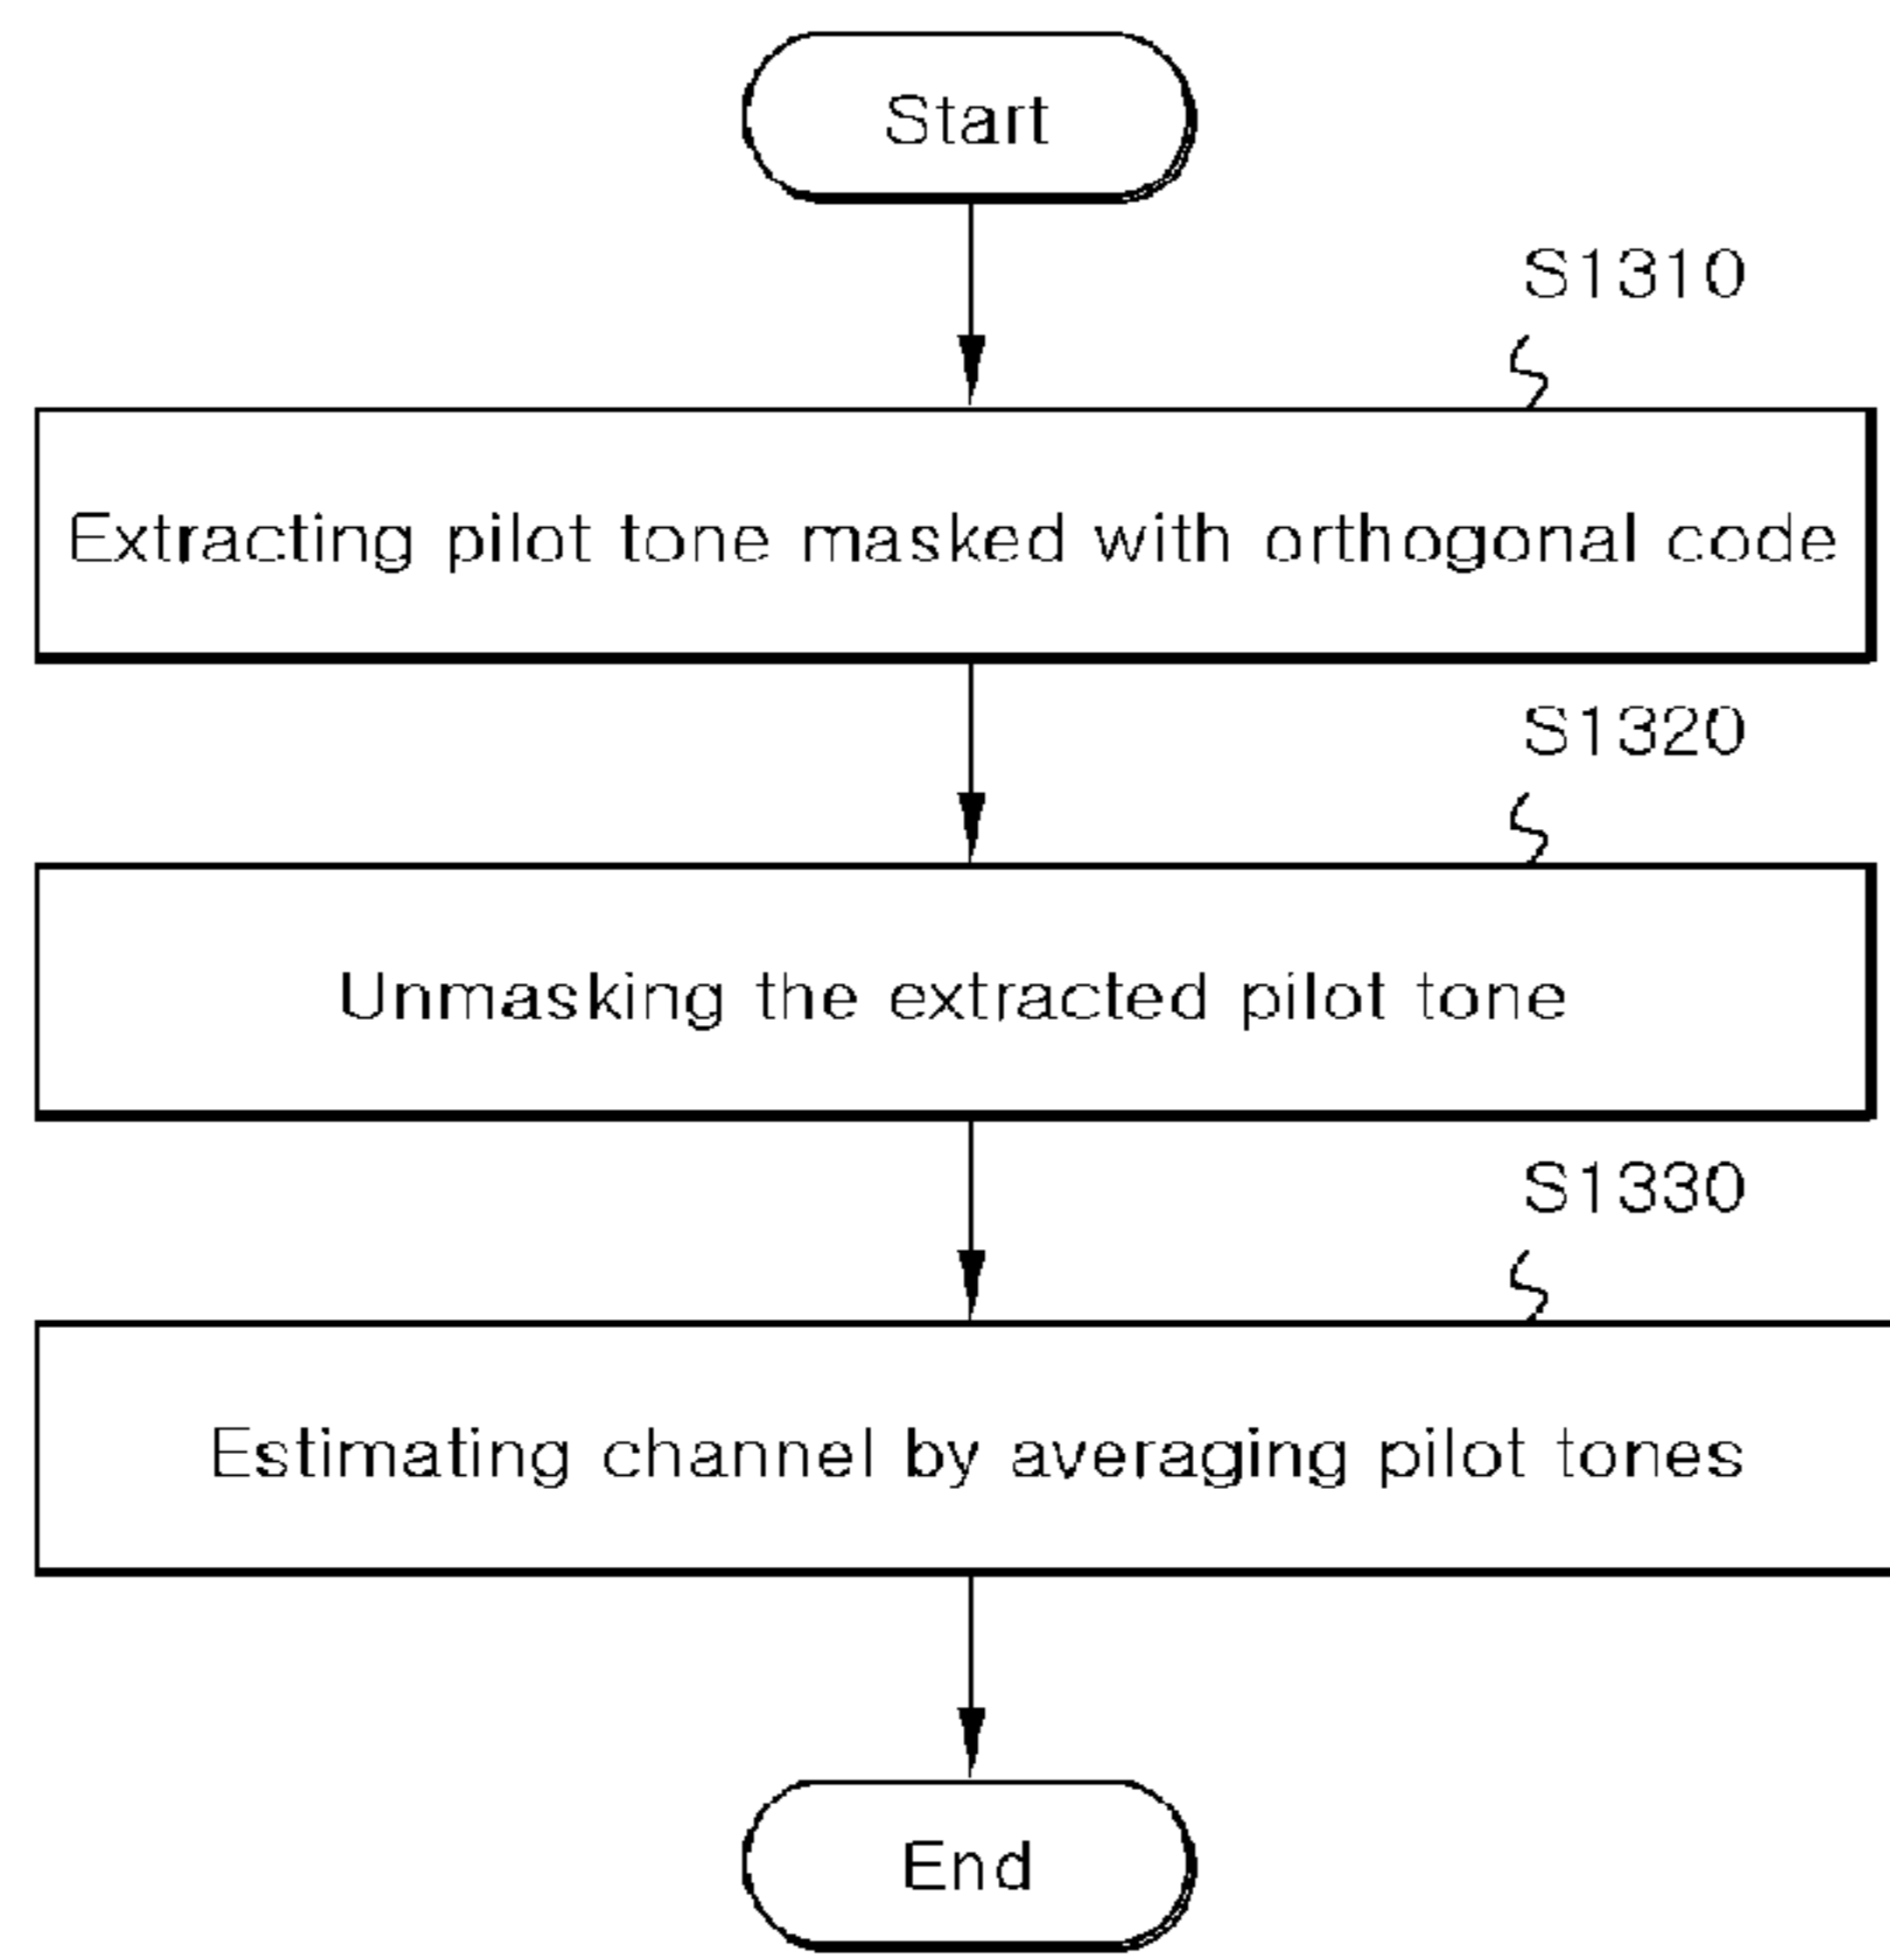 Start
S1310
Extracting pilot tone masked with orthogonal code
S1320
Unmasking the extracted pilot tone
S1330
Estimating channel by averaging pilot tones
End